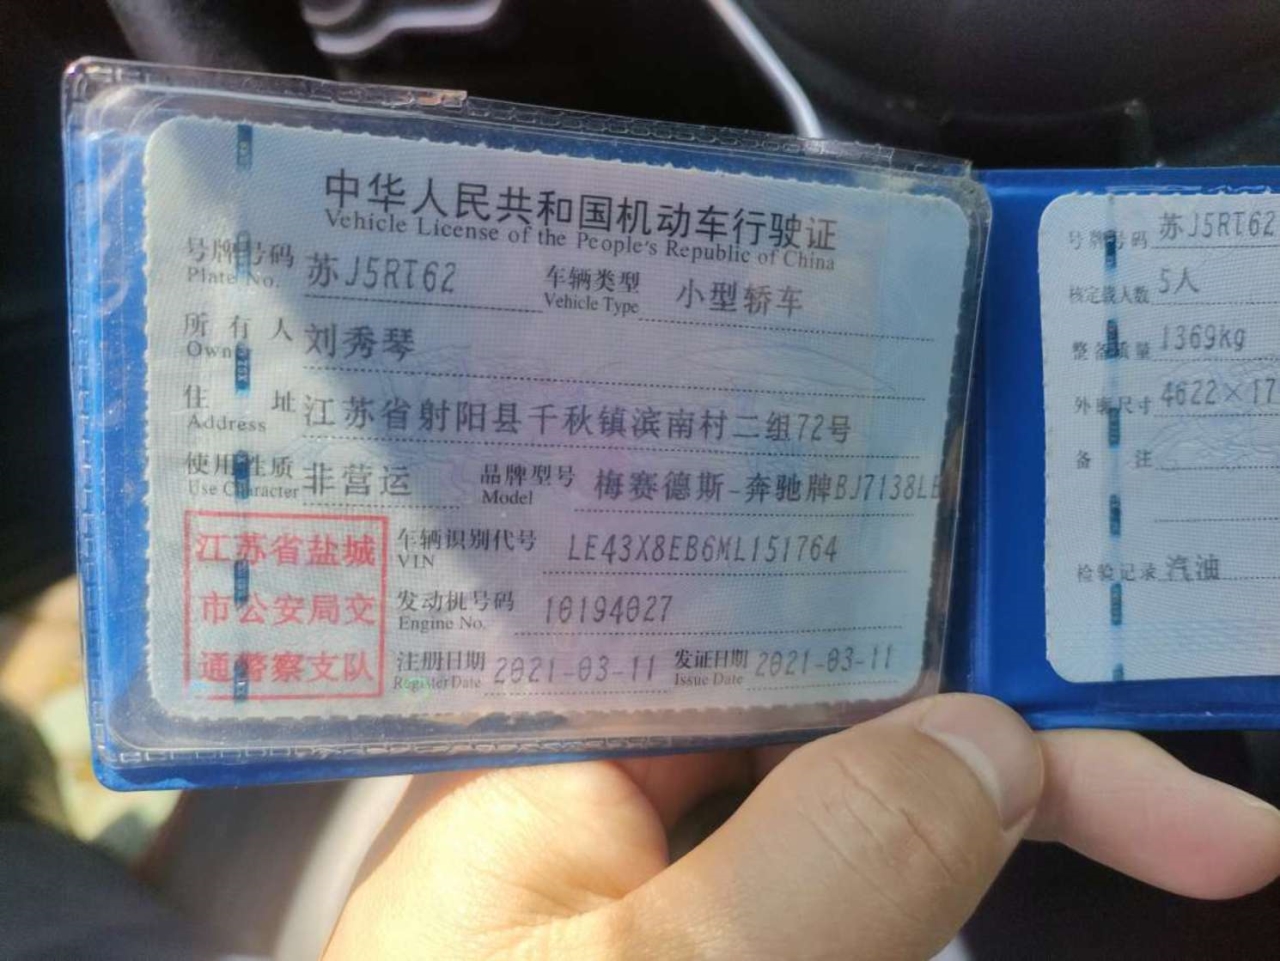 中华人民共和国机动车行驶证
Vehicle License of the People's Republic of China
号牌号码 苏J5RT62 车辆类型 小型轿车
Plate No. Vehicle Type
所有人 刘秀琴
Owner
住址 江苏省射阳县千秋镇滨南村二组72号
Address
使用性质 非营运 品牌型号 梅赛德斯-奔驰牌BJ7138LE
Use Character Model
江苏省盐城
市公安局交
通警察支队
车辆识别代号 LE43X8EB6ML151764
VIN
发动机号码 10194027
Engine No.
注册日期 2021-03-11 发证日期 2021-03-11
Register Date Issue Date
号牌号码 苏J5RT62
核定载人数 5人
整备质量 1369kg
外廓尺寸 4622×17
备注
检验记录 汽油